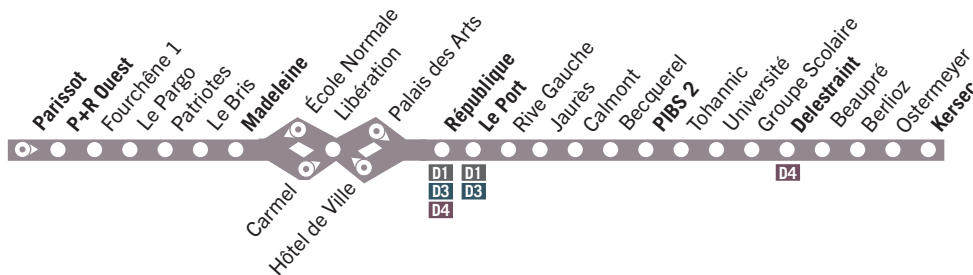 Parissot
P+R Ouest
Fourchêne 1
Le Pargo
Patriotes
Le Bris
Madeleine
École Normale
Carmel
Libération
Palais des Arts
Hôtel de Ville
République
Le Port
Rive Gauche
Jaurès
Calmont
Becquerel
PIBS 2
Tohannic
Université
Groupe Scolaire
Delestraint
Beaupré
Berlioz
Ostermeyer
Kersec
D1 D1
D3 D3
D4
D4